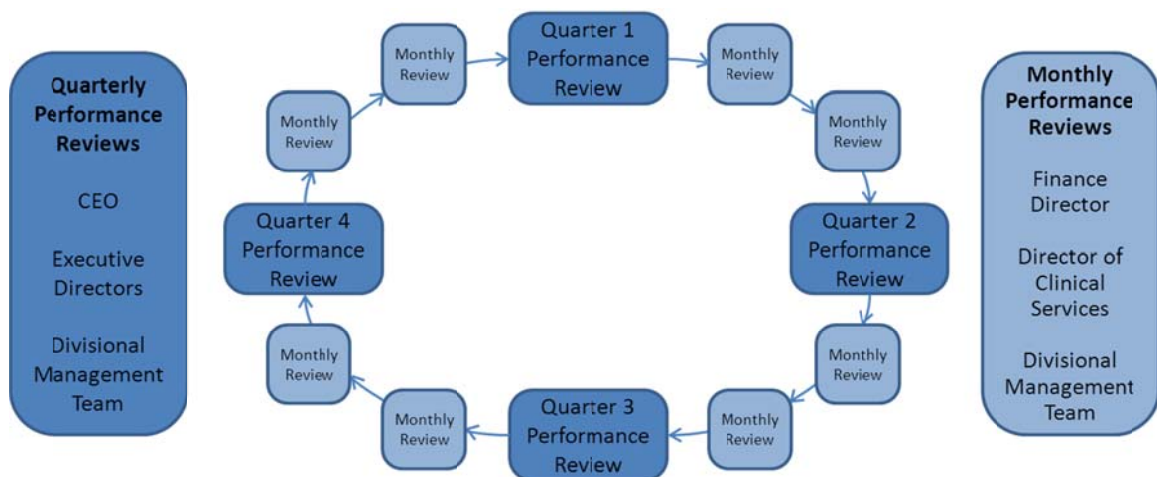 Quarterly
Performance
Reviews
CEO
Executive
Directors
Divisional
Management
Team
Monthly
Review
Quarter 1
Performance
Review
Monthly
Review
Monthly
Review
Monthly
Review
Quarter 4
Performance
Review
Quarter 2
Performance
Review
Monthly
Review
Monthly
Review
Monthly
Review
Quarter 3
Performance
Review
Monthly
Review
Monthly
Performance
Reviews
Finance
Director
Director of
Clinical
Services
Divisional
Management
Team